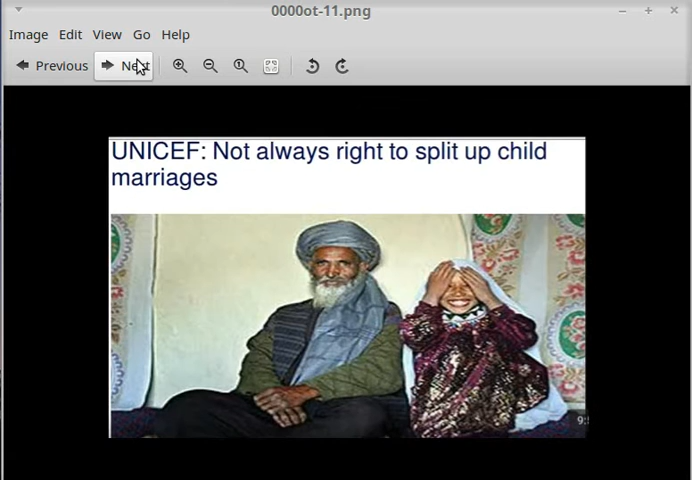 0000ot-11.png
Image Edit View Go Help
Previous Next
UNICEF: Not always right to split up child
marriages